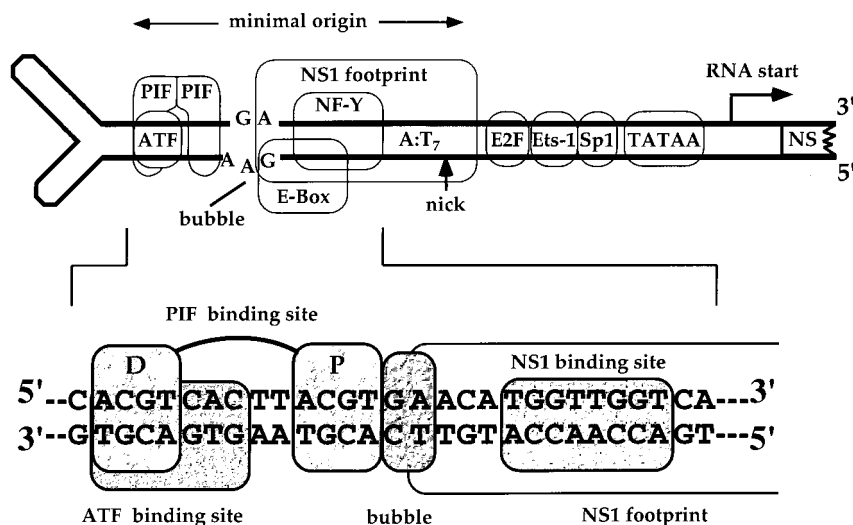 minimal origin
NS1 footprint
RNA start
PIF PIF
NF-Y
G A
3'
ATF
A:T7
E2F Ets-1 Sp1 TATAA
NS
A A G
5'
E-Box
bubble
nick
PIF binding site
D
P
NS1 binding site
5'--CACGTCACTTACGTGAACATGGTTGGTCA---3'
3'--GTGCAGTGAATGCACTTGTACCAACCAGT---5'
ATF binding site
bubble
NS1 footprint